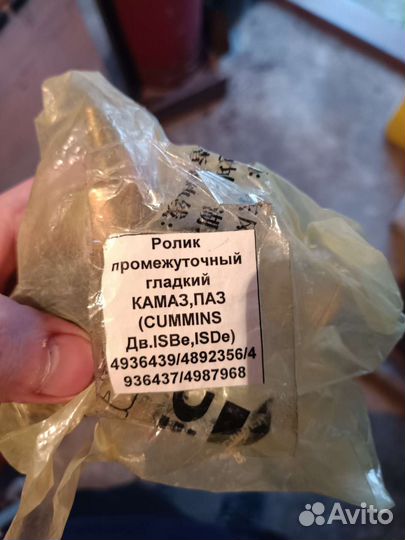 Ролик
промежуточный
гладкий
КАМАЗ,ПАЗ
(CUMMINS
Дв.ISBe,ISDe)
4936439/4892356/4
936437/4987968
Avito